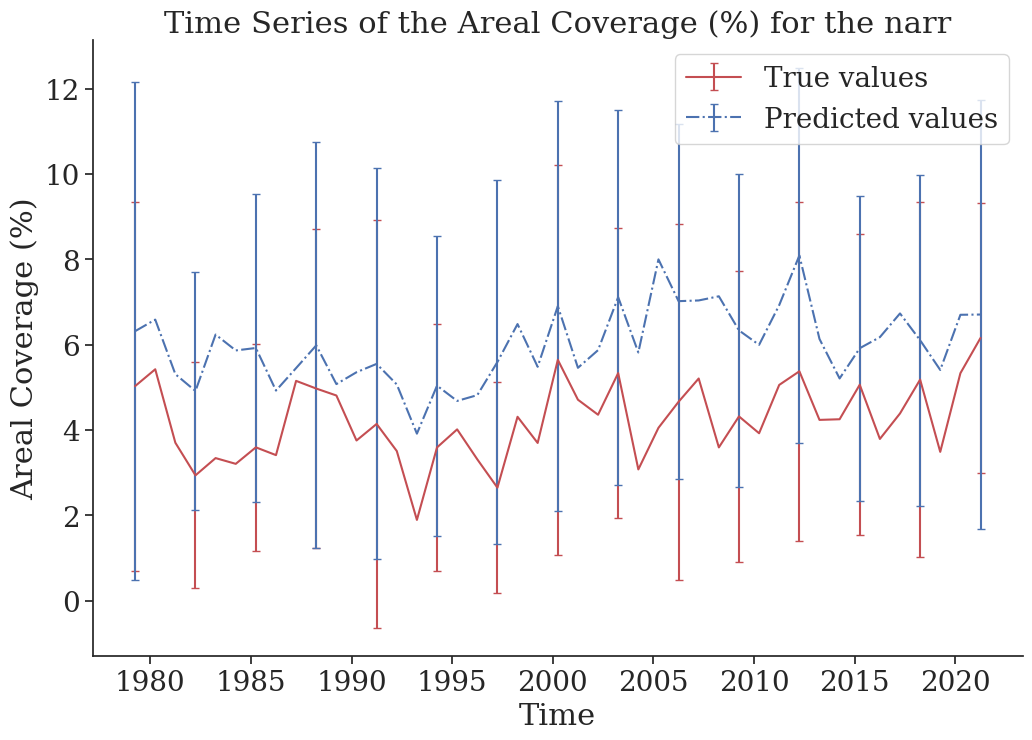 Time Series of the Areal Coverage (%) for the narr
True values
Predicted values
Areal Coverage (%)
12
10
8
6
4
2
0
1980 1985 1990 1995 2000 2005 2010 2015 2020
Time